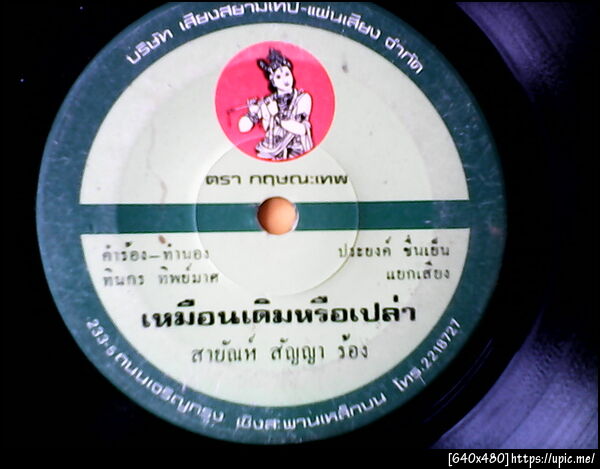 บริษัท เสียงสยามเทป-แผ่นเสียง จำกัด
ตรา กฤษณะเทพ
คำร้อง-ทำนอง
ทินกร ทิพย์มาศ
ประยงค์ ชื่นเย็น
แยกเสียง
เหมือนเดิมหรือเปล่า
สายัณห์ สัญญา ร้อง
233-5 ถนนเจริญกรุง เชิงสะพานเหล็กบน โทร.2218727
[640x480]https://upic.me/